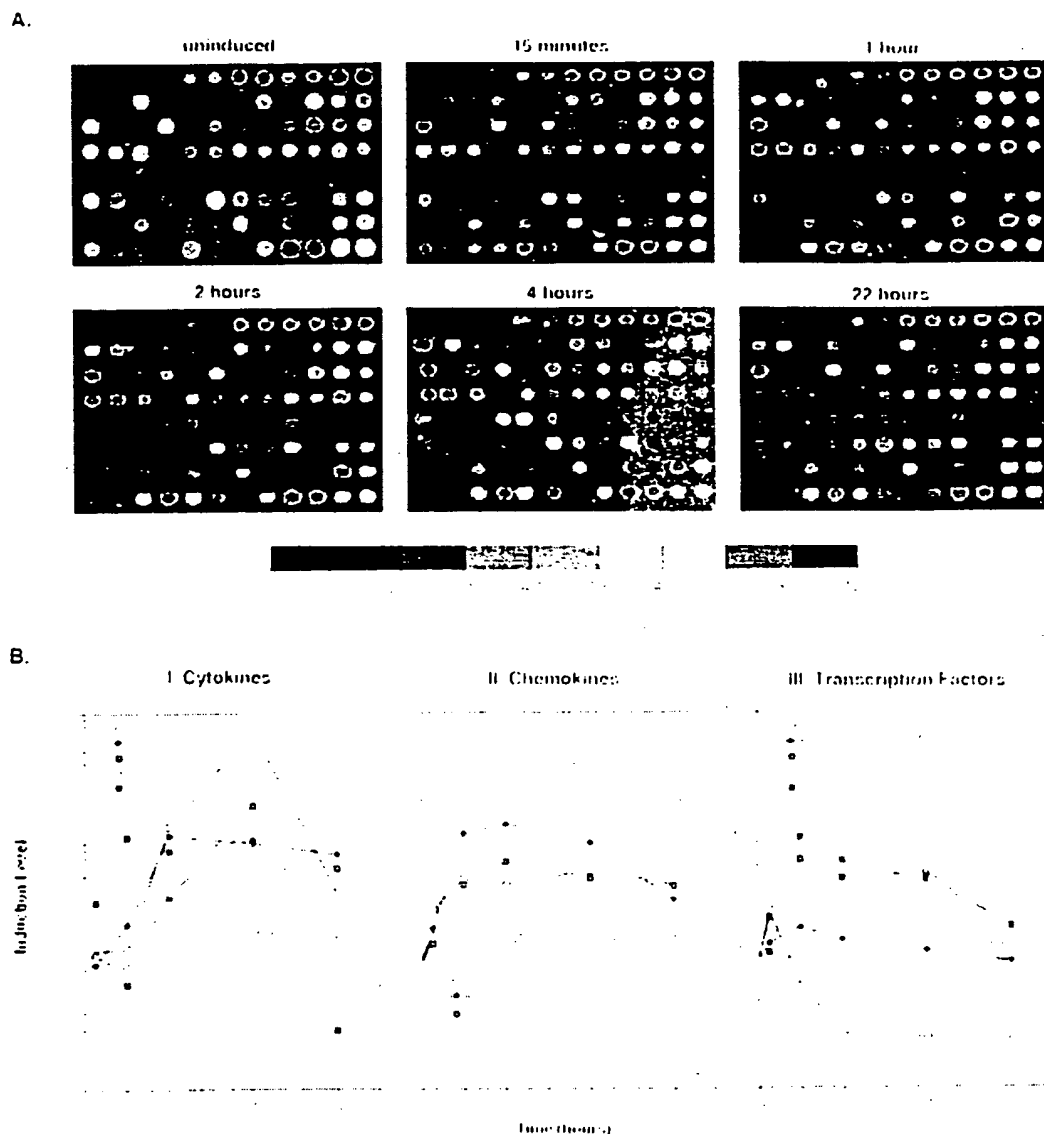 A.
uninduced
15 minutes
1 hour
2 hours
4 hours
22 hours
B.
I. Cytokines
II. Chemokines
III. Transcription Factors
Induction Level
Time (hours)